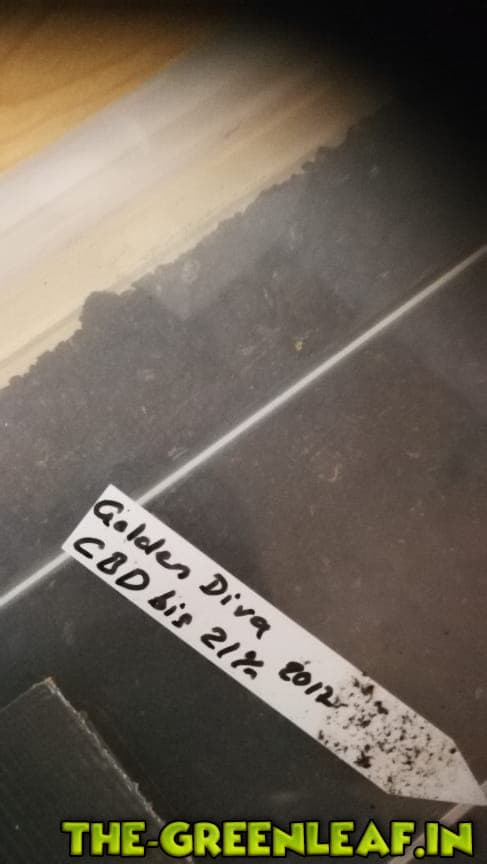 Golden Diva
CBD bis 21% 2012
THE-GREENLEAF.IN